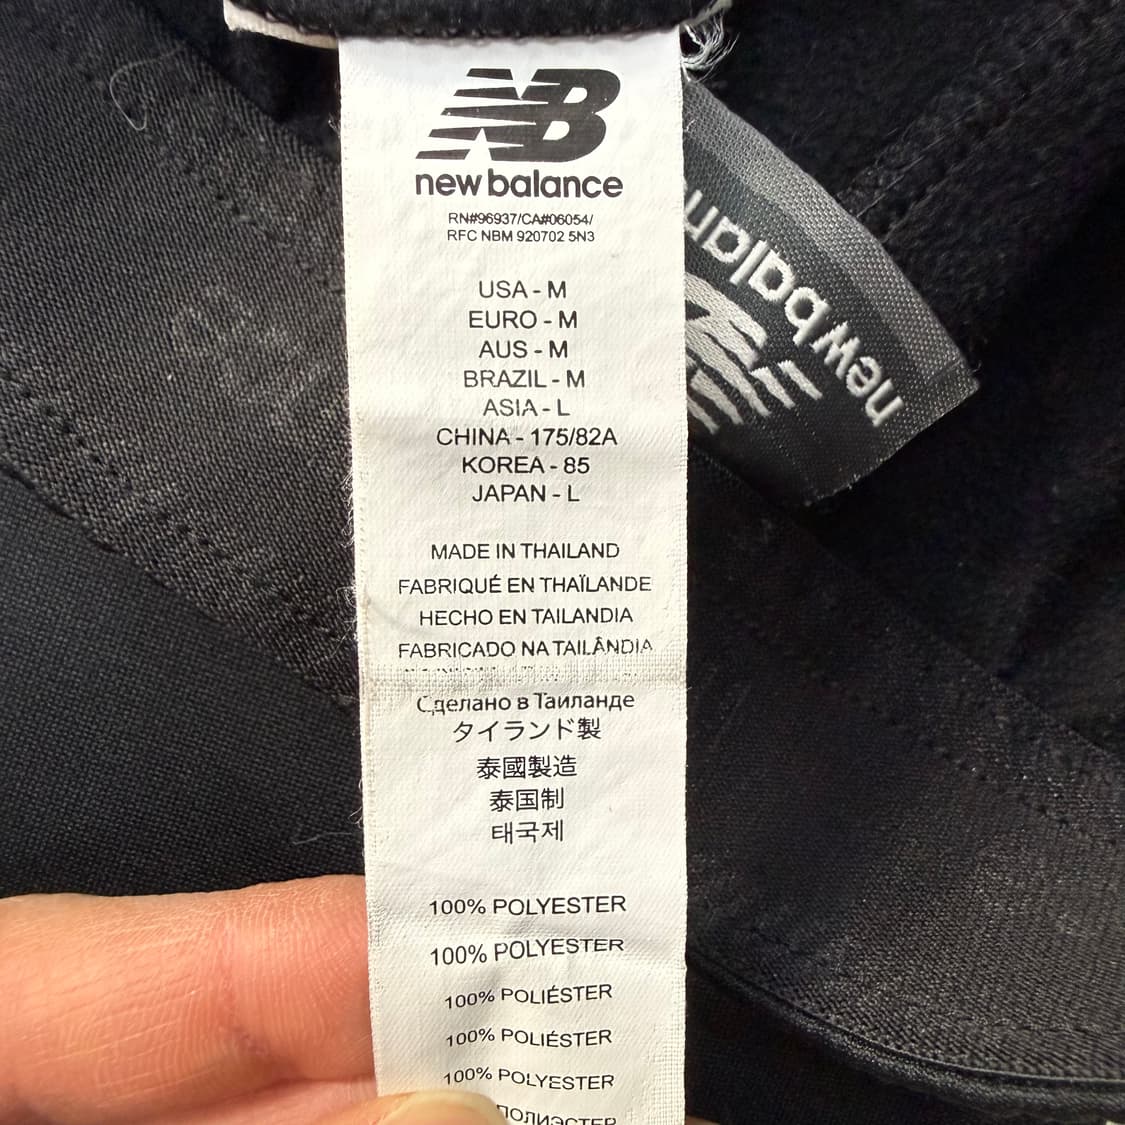 NB
new balance
RN#96937/CA#06054/
RFC NBM 920702 5N3
USA - M
EURO - M
AUS - M
BRAZIL - M
ASIA - L
CHINA - 175/82A
KOREA - 85
JAPAN - L
MADE IN THAILAND
FABRIQUÉ EN THAÏLANDE
HECHO EN TAILANDIA
FABRICADO NA TAILÂNDIA
Сделано в Таиланде
タイランド製
泰國製造
泰国制
태국제
100% POLYESTER
100% POLYESTER
100% POLIÉSTER
100% POLIÉSTER
100% POLYESTER
ПОЛИЭСТЕР
new balan